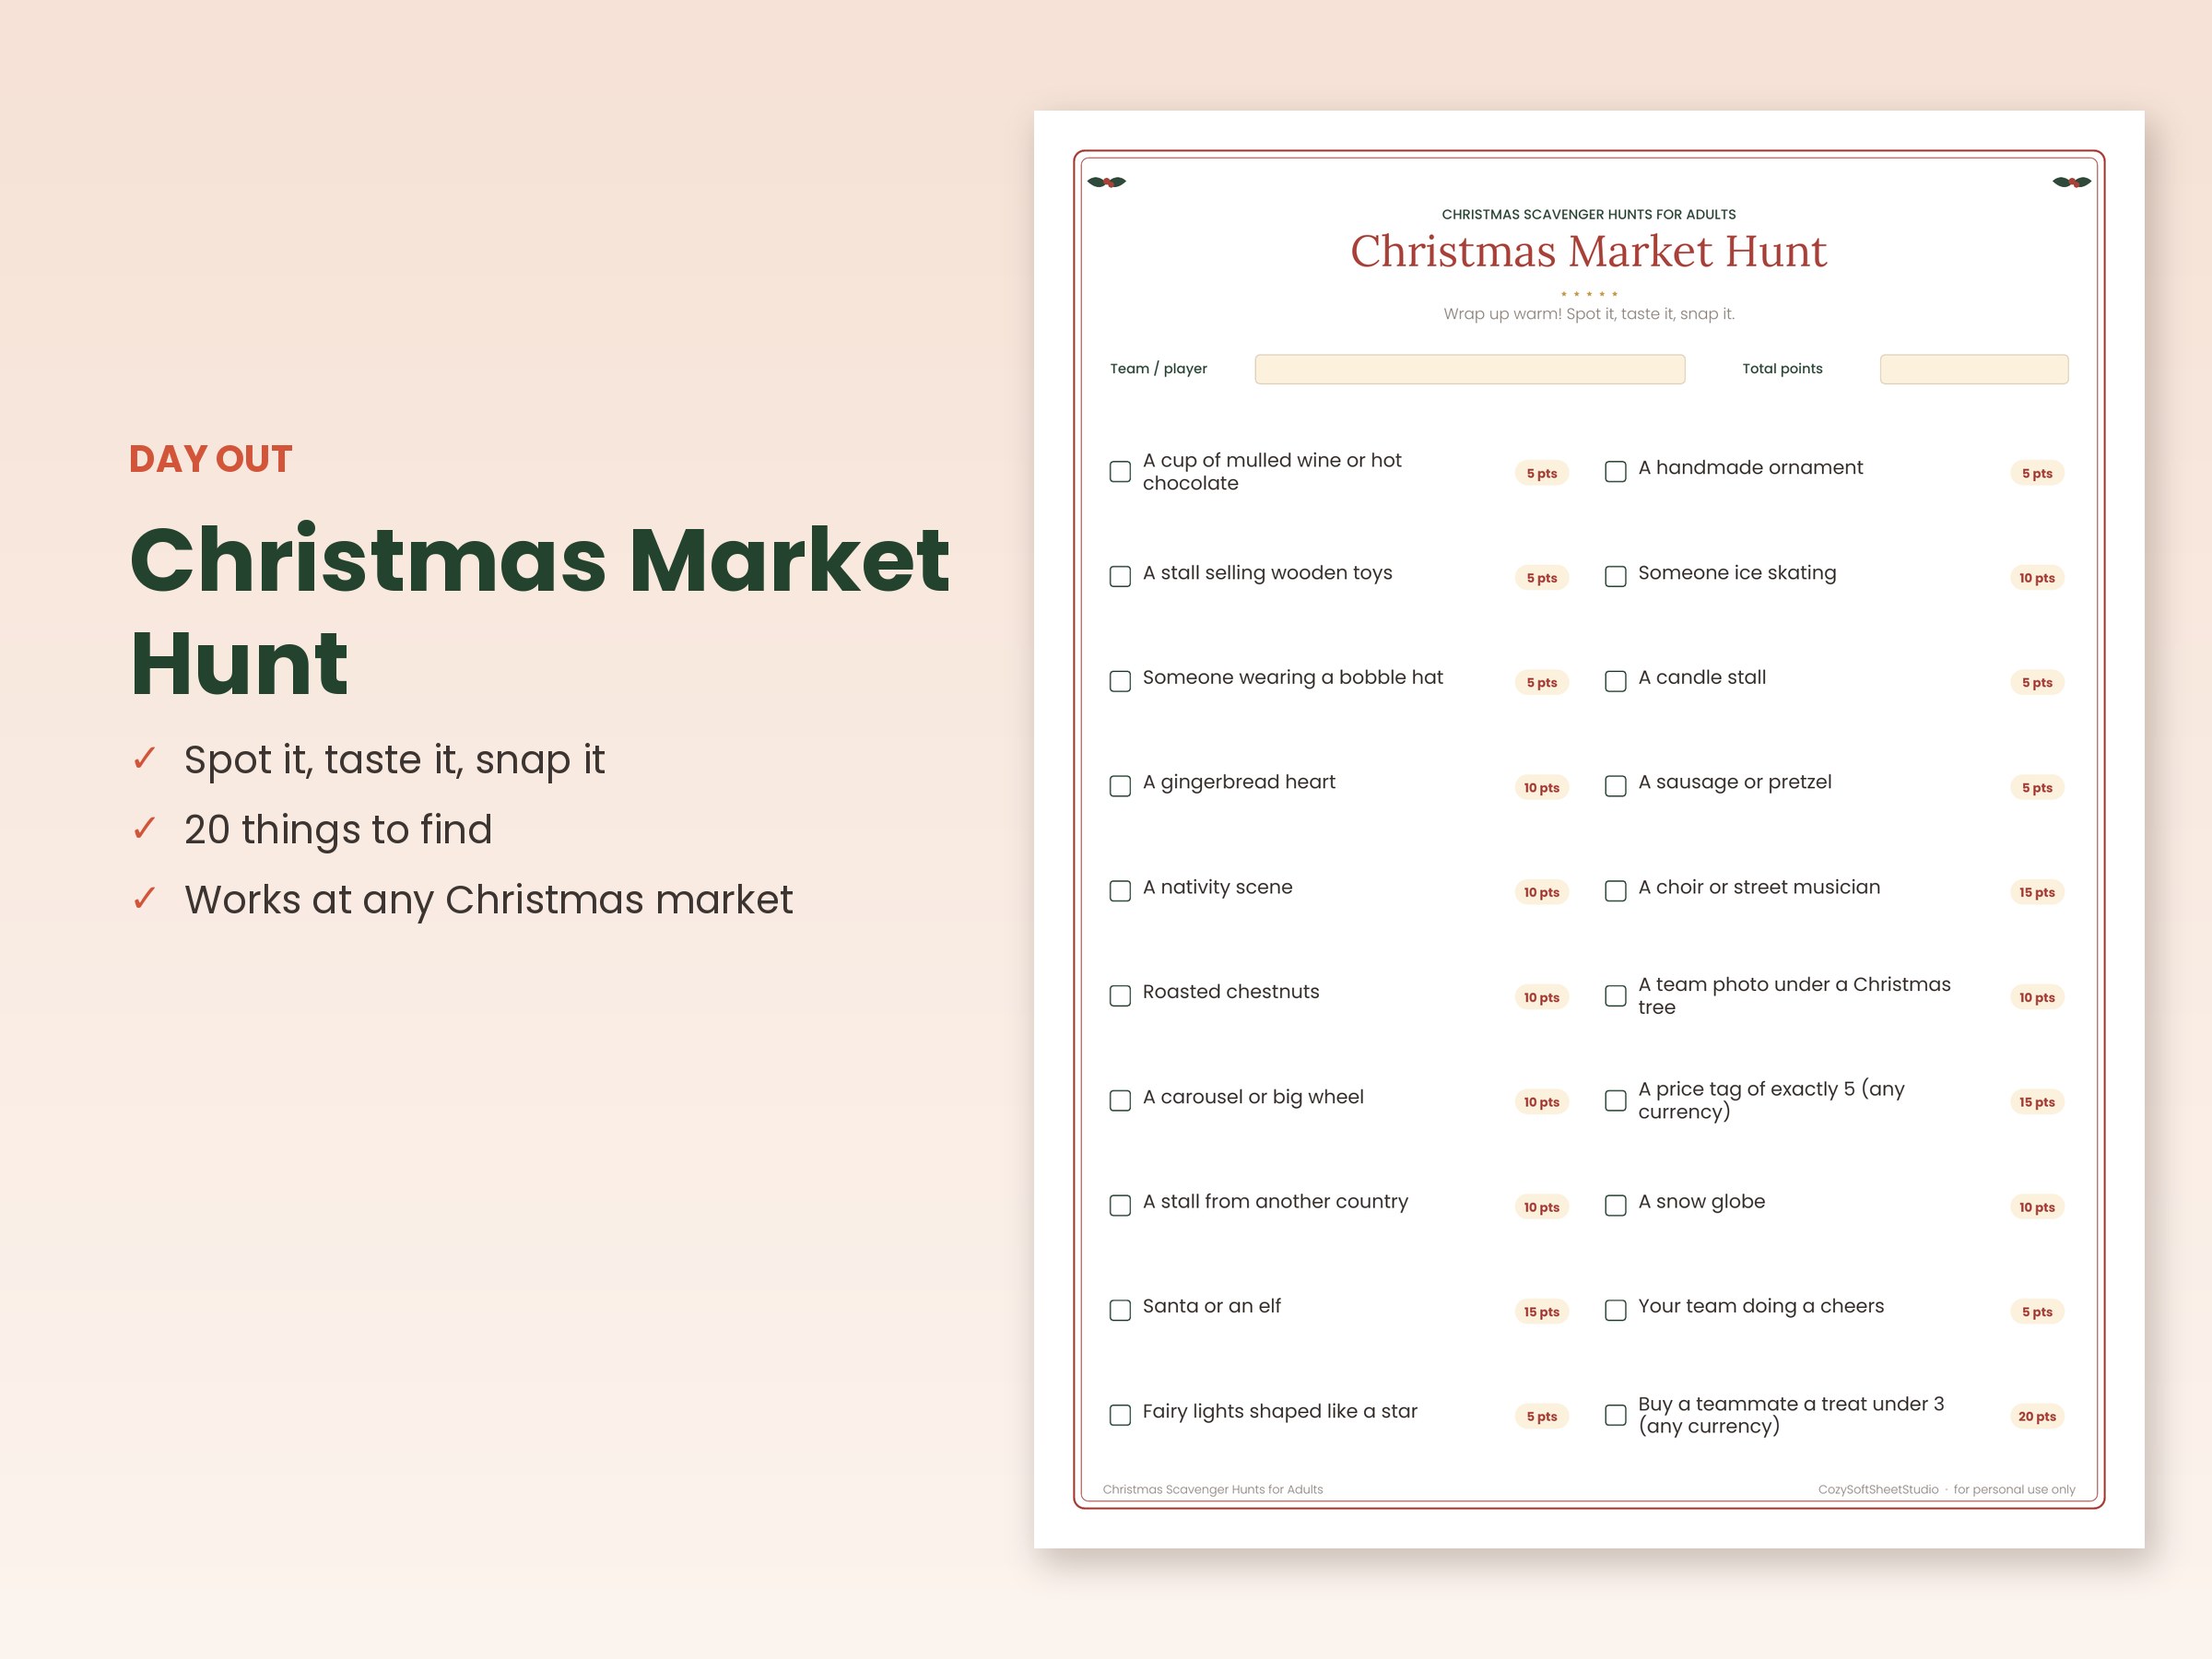 DAY OUT
Christmas Market
Hunt
✓ Spot it, taste it, snap it
✓ 20 things to find
✓ Works at any Christmas market
CHRISTMAS SCAVENGER HUNTS FOR ADULTS
Christmas Market Hunt
Wrap up warm! Spot it, taste it, snap it.
Team / player
Total points
A cup of mulled wine or hot
chocolate
5 pts
A handmade ornament
5 pts
A stall selling wooden toys
5 pts
Someone ice skating
10 pts
Someone wearing a bobble hat
5 pts
A candle stall
5 pts
A gingerbread heart
10 pts
A sausage or pretzel
5 pts
A nativity scene
10 pts
A choir or street musician
15 pts
Roasted chestnuts
10 pts
A team photo under a Christmas
tree
10 pts
A carousel or big wheel
10 pts
A price tag of exactly 5 (any
currency)
15 pts
A stall from another country
10 pts
A snow globe
10 pts
Santa or an elf
15 pts
Your team doing a cheers
5 pts
Fairy lights shaped like a star
5 pts
Buy a teammate a treat under 3
(any currency)
20 pts
Christmas Scavenger Hunts for Adults
CozySoftSheetStudio · for personal use only